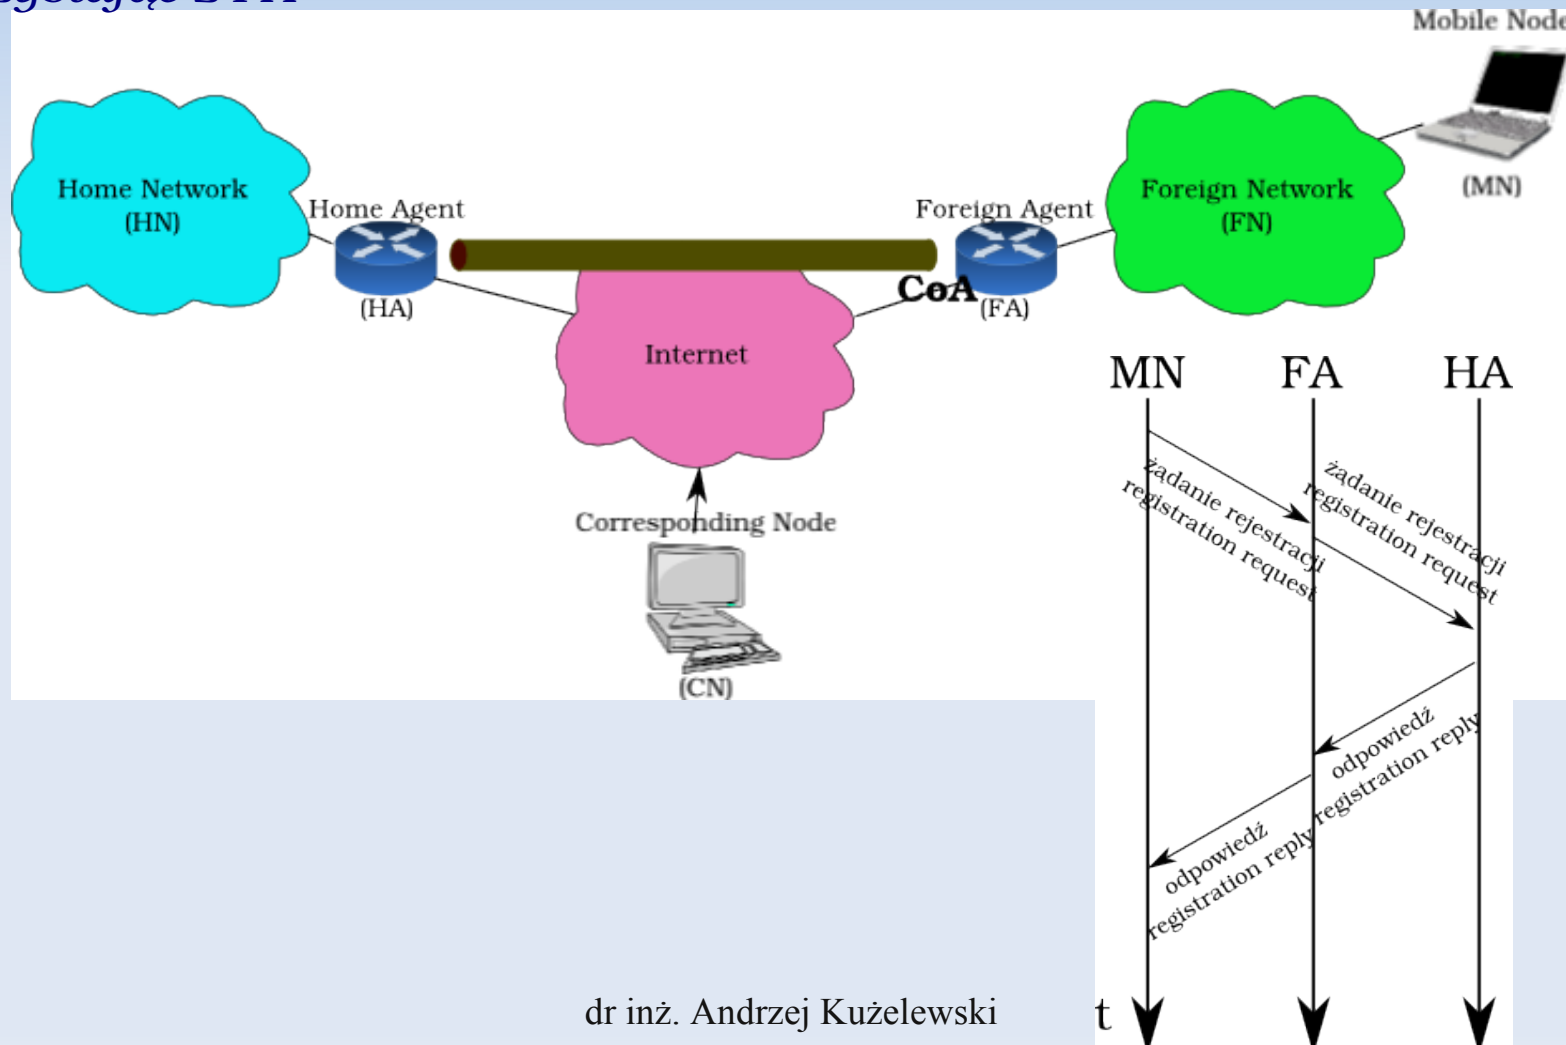 Mobile Node
Home Network
(HN)
Home Agent
(HA)
Foreign Agent
CoA
(FA)
Foreign Network
(FN)
(MN)
Internet
Corresponding Node
(CN)
MN FA HA
żądanie rejestracji
registration request
żądanie rejestracji
registration request
odpowiedź
registration reply
odpowiedź
registration reply
t
dr inż. Andrzej Kużelewski